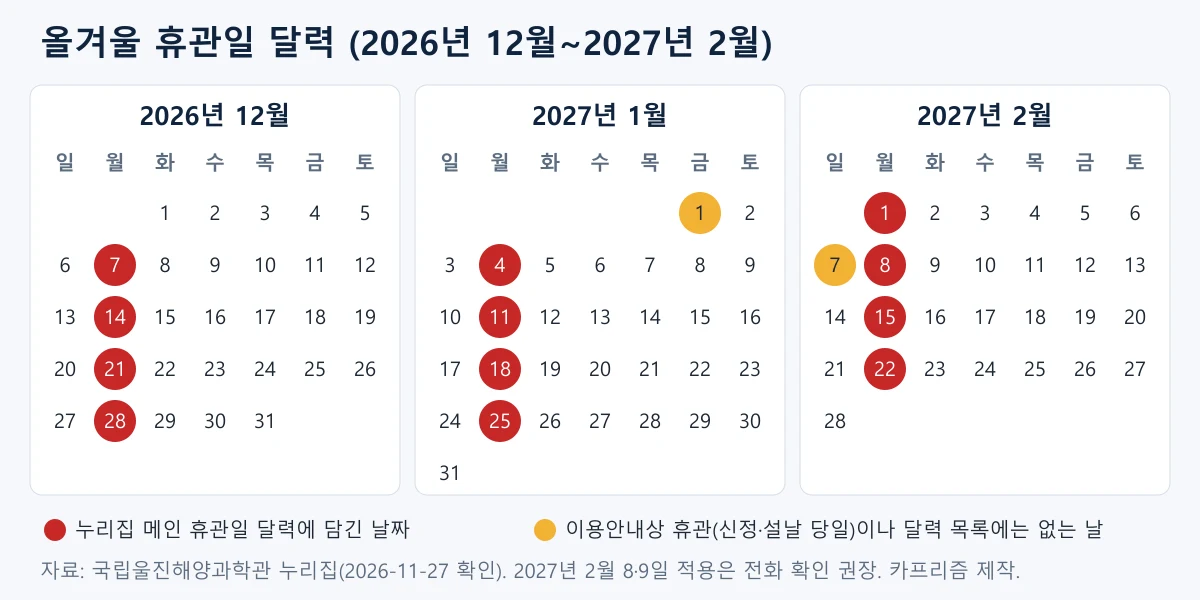 올겨울 휴관일 달력 (2026년 12월~2027년 2월)
2026년 12월
일 월 화 수 목 금 토
1 2 3 4 5
6 7 8 9 10 11 12
13 14 15 16 17 18 19
20 21 22 23 24 25 26
27 28 29 30 31
2027년 1월
일 월 화 수 목 금 토
1 2
3 4 5 6 7 8 9
10 11 12 13 14 15 16
17 18 19 20 21 22 23
24 25 26 27 28 29 30
31
2027년 2월
일 월 화 수 목 금 토
1 2 3 4 5 6
7 8 9 10 11 12 13
14 15 16 17 18 19 20
21 22 23 24 25 26 27
28
누리집 메인 휴관일 달력에 담긴 날짜
이용안내상 휴관(신정·설날 당일)이나 달력 목록에는 없는 날
자료: 국립울진해양과학관 누리집(2026-11-27 확인). 2027년 2월 8·9일 적용은 전화 확인 권장. 카프리즘 제작.